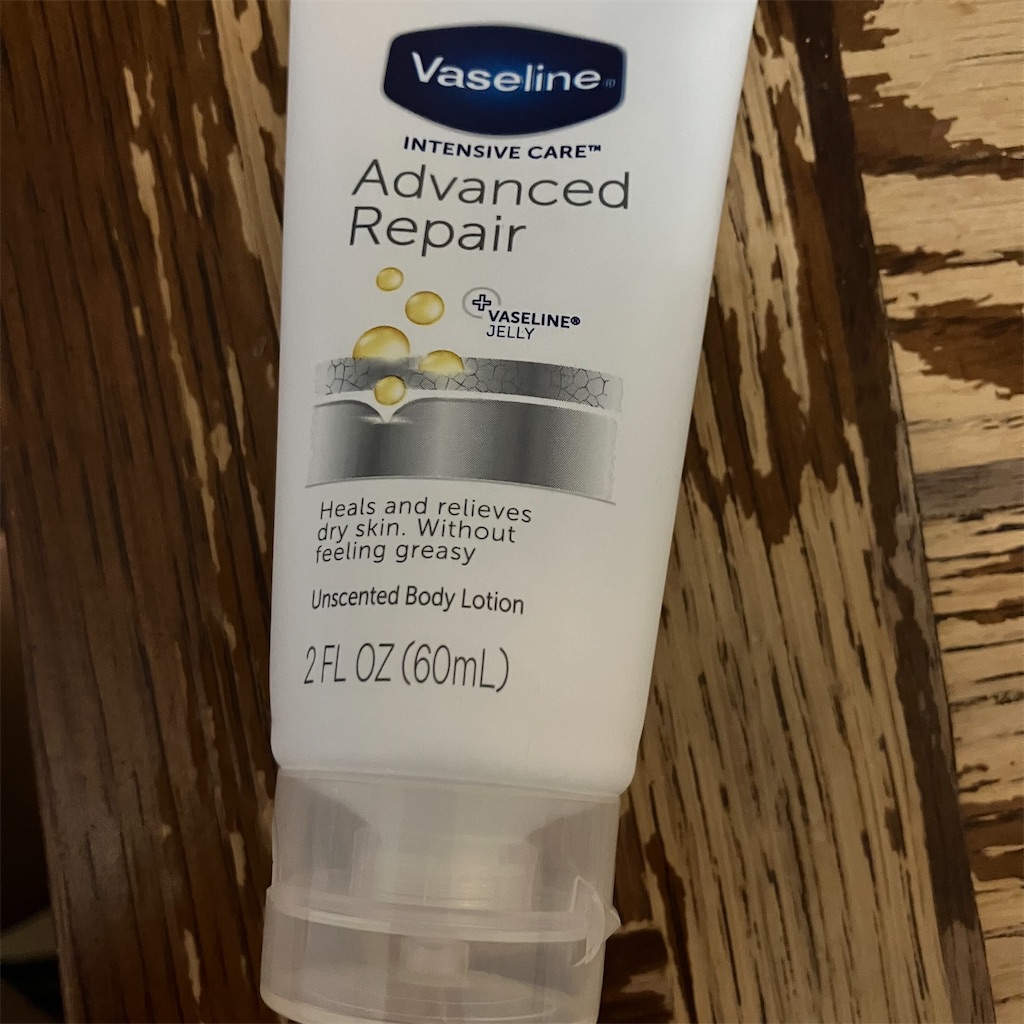 Vaseline®
INTENSIVE CARE™
Advanced
Repair
VASELINE®
JELLY
Heals and relieves
dry skin. Without
feeling greasy
Unscented Body Lotion
2 FL OZ (60mL)